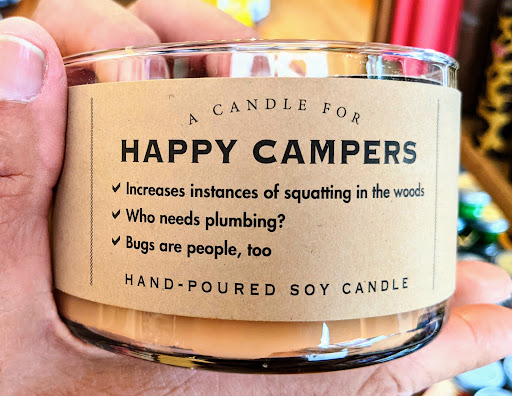 A CANDLE FOR
HAPPY CAMPERS
✓ Increases instances of squatting in the woods
✓ Who needs plumbing?
✓ Bugs are people, too
HAND-POURED SOY CANDLE